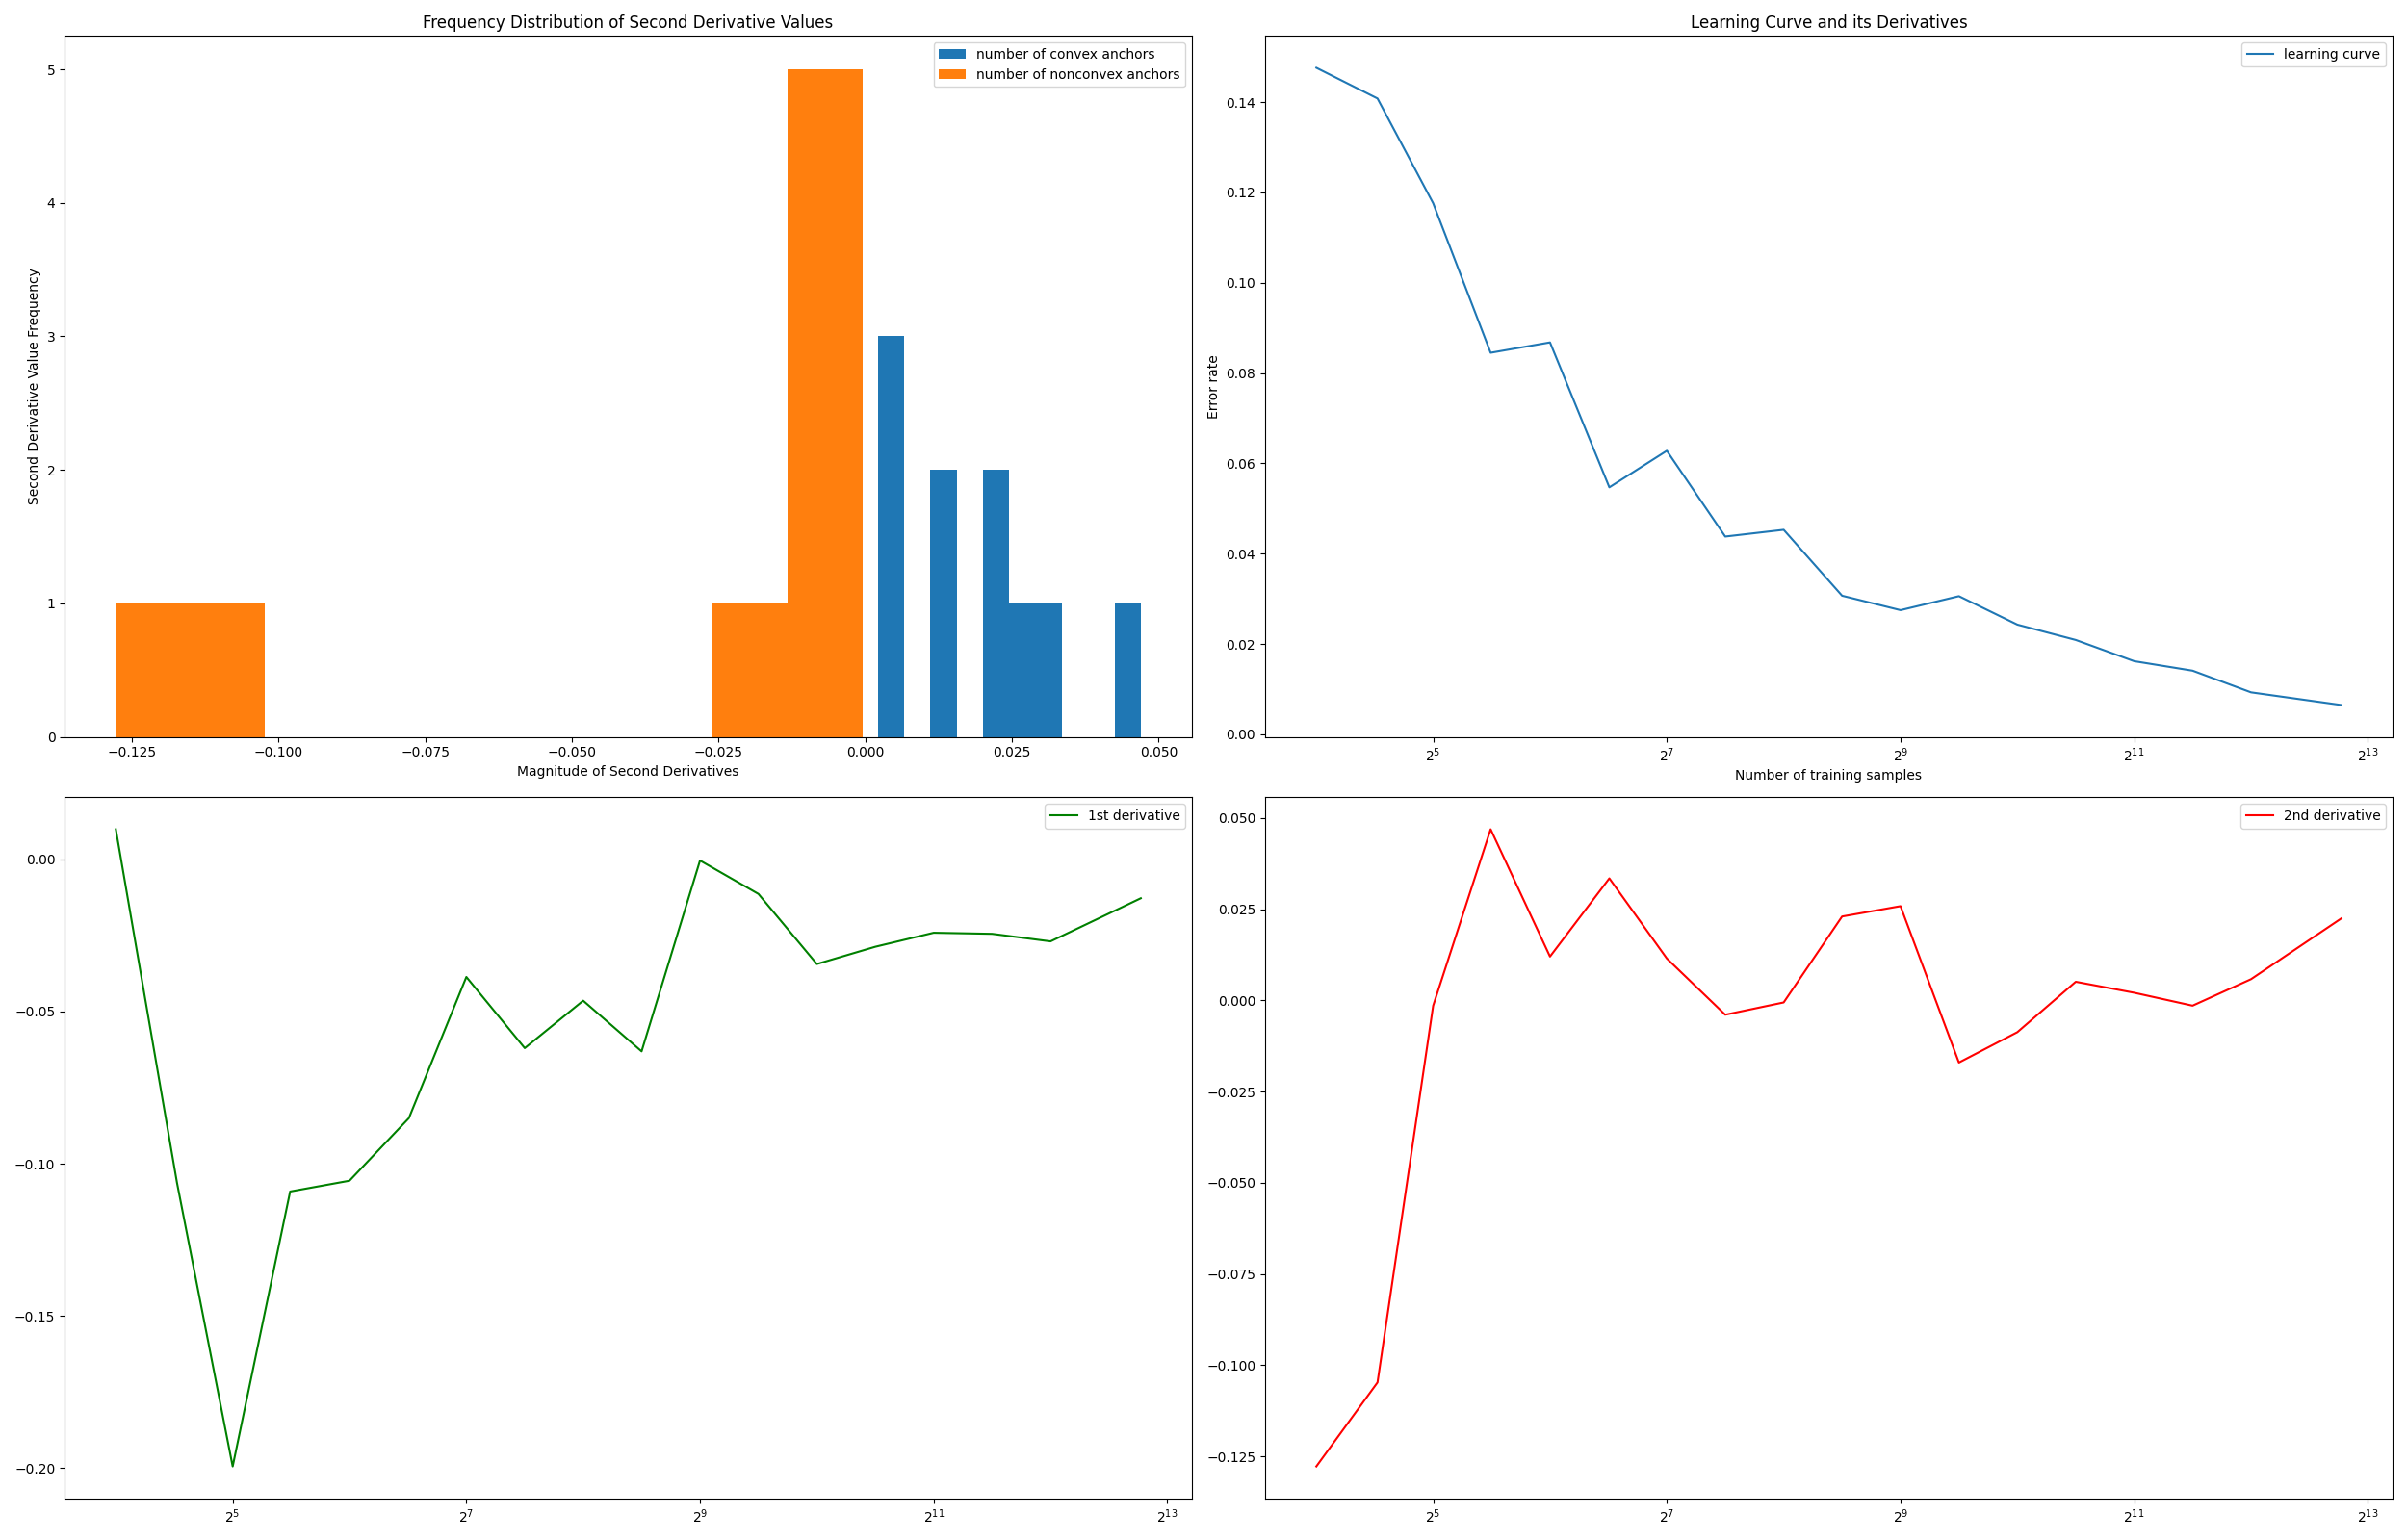 Frequency Distribution of Second Derivative Values
number of convex anchors
number of nonconvex anchors
Second Derivative Value Frequency
5
4
3
2
1
0
−0.125 −0.100 −0.075 −0.050 −0.025 0.000 0.025 0.050
Magnitude of Second Derivatives
Learning Curve and its Derivatives
learning curve
Error rate
0.14
0.12
0.10
0.08
0.06
0.04
0.02
0.00
2^5 2^7 2^9 2^11 2^13
Number of training samples
1st derivative
0.00
−0.05
−0.10
−0.15
−0.20
2^5 2^7 2^9 2^11 2^13
2nd derivative
0.050
0.025
0.000
−0.025
−0.050
−0.075
−0.100
−0.125
2^5 2^7 2^9 2^11 2^13